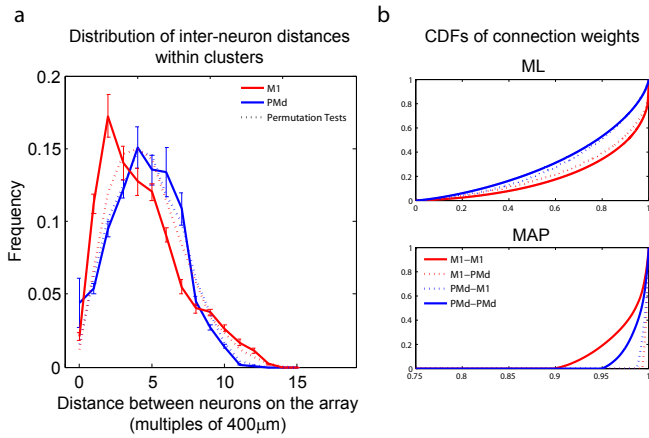 a
Distribution of inter-neuron distances
within clusters
0.2
0.15
0.1
0.05
0
Frequency
M1
PMd
Permutation Tests
0
5
10
15
Distance between neurons on the array
(multiples of 400μm)
b
CDFs of connection weights
ML
1
0.8
0.6
0.4
0.2
0
0
0.2
0.4
0.6
0.8
1
MAP
1
0.8
0.6
0.4
0.2
0
M1−M1
M1−PMd
PMd−M1
PMd−PMd
0.75
0.8
0.85
0.9
0.95
1